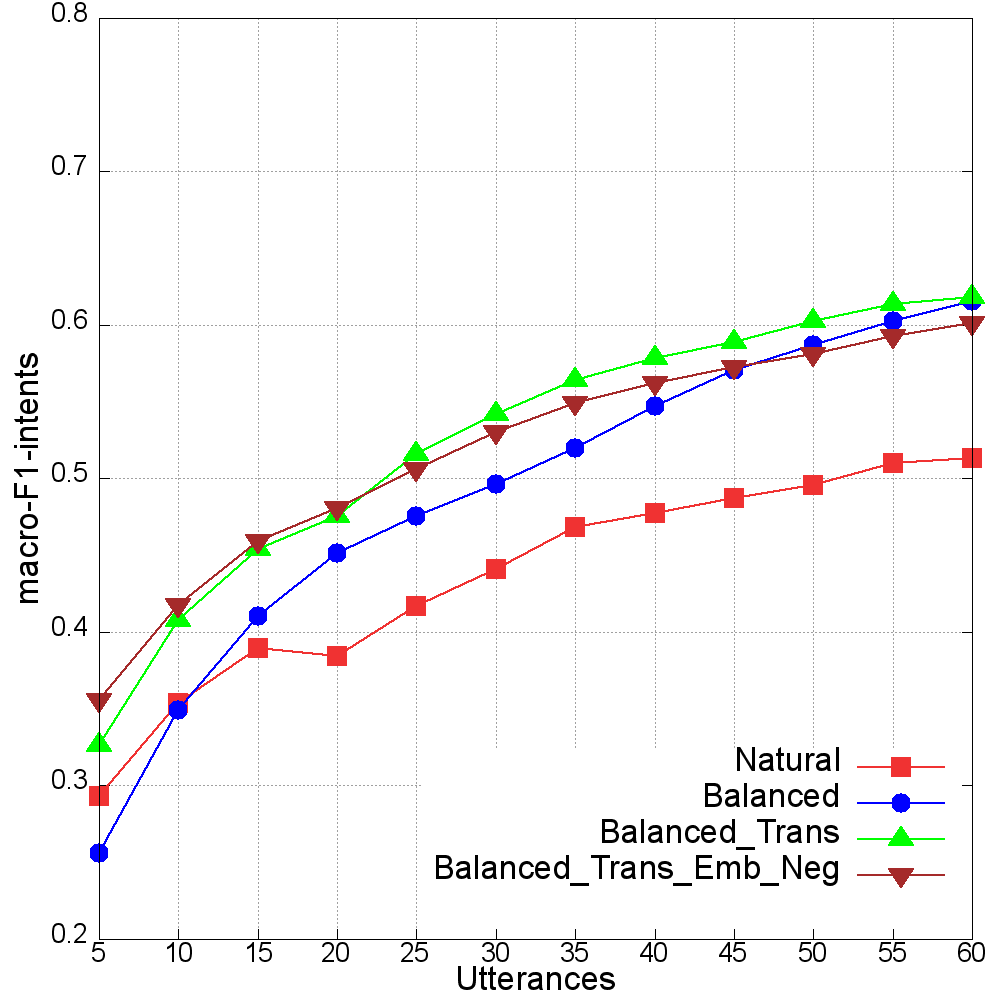 0.8
0.7
0.6
0.5
0.4
0.3
0.2
macro-F1-intents
5 10 15 20 25 30 35 40 45 50 55 60
Utterances
Natural
Balanced
Balanced_Trans
Balanced_Trans_Emb_Neg